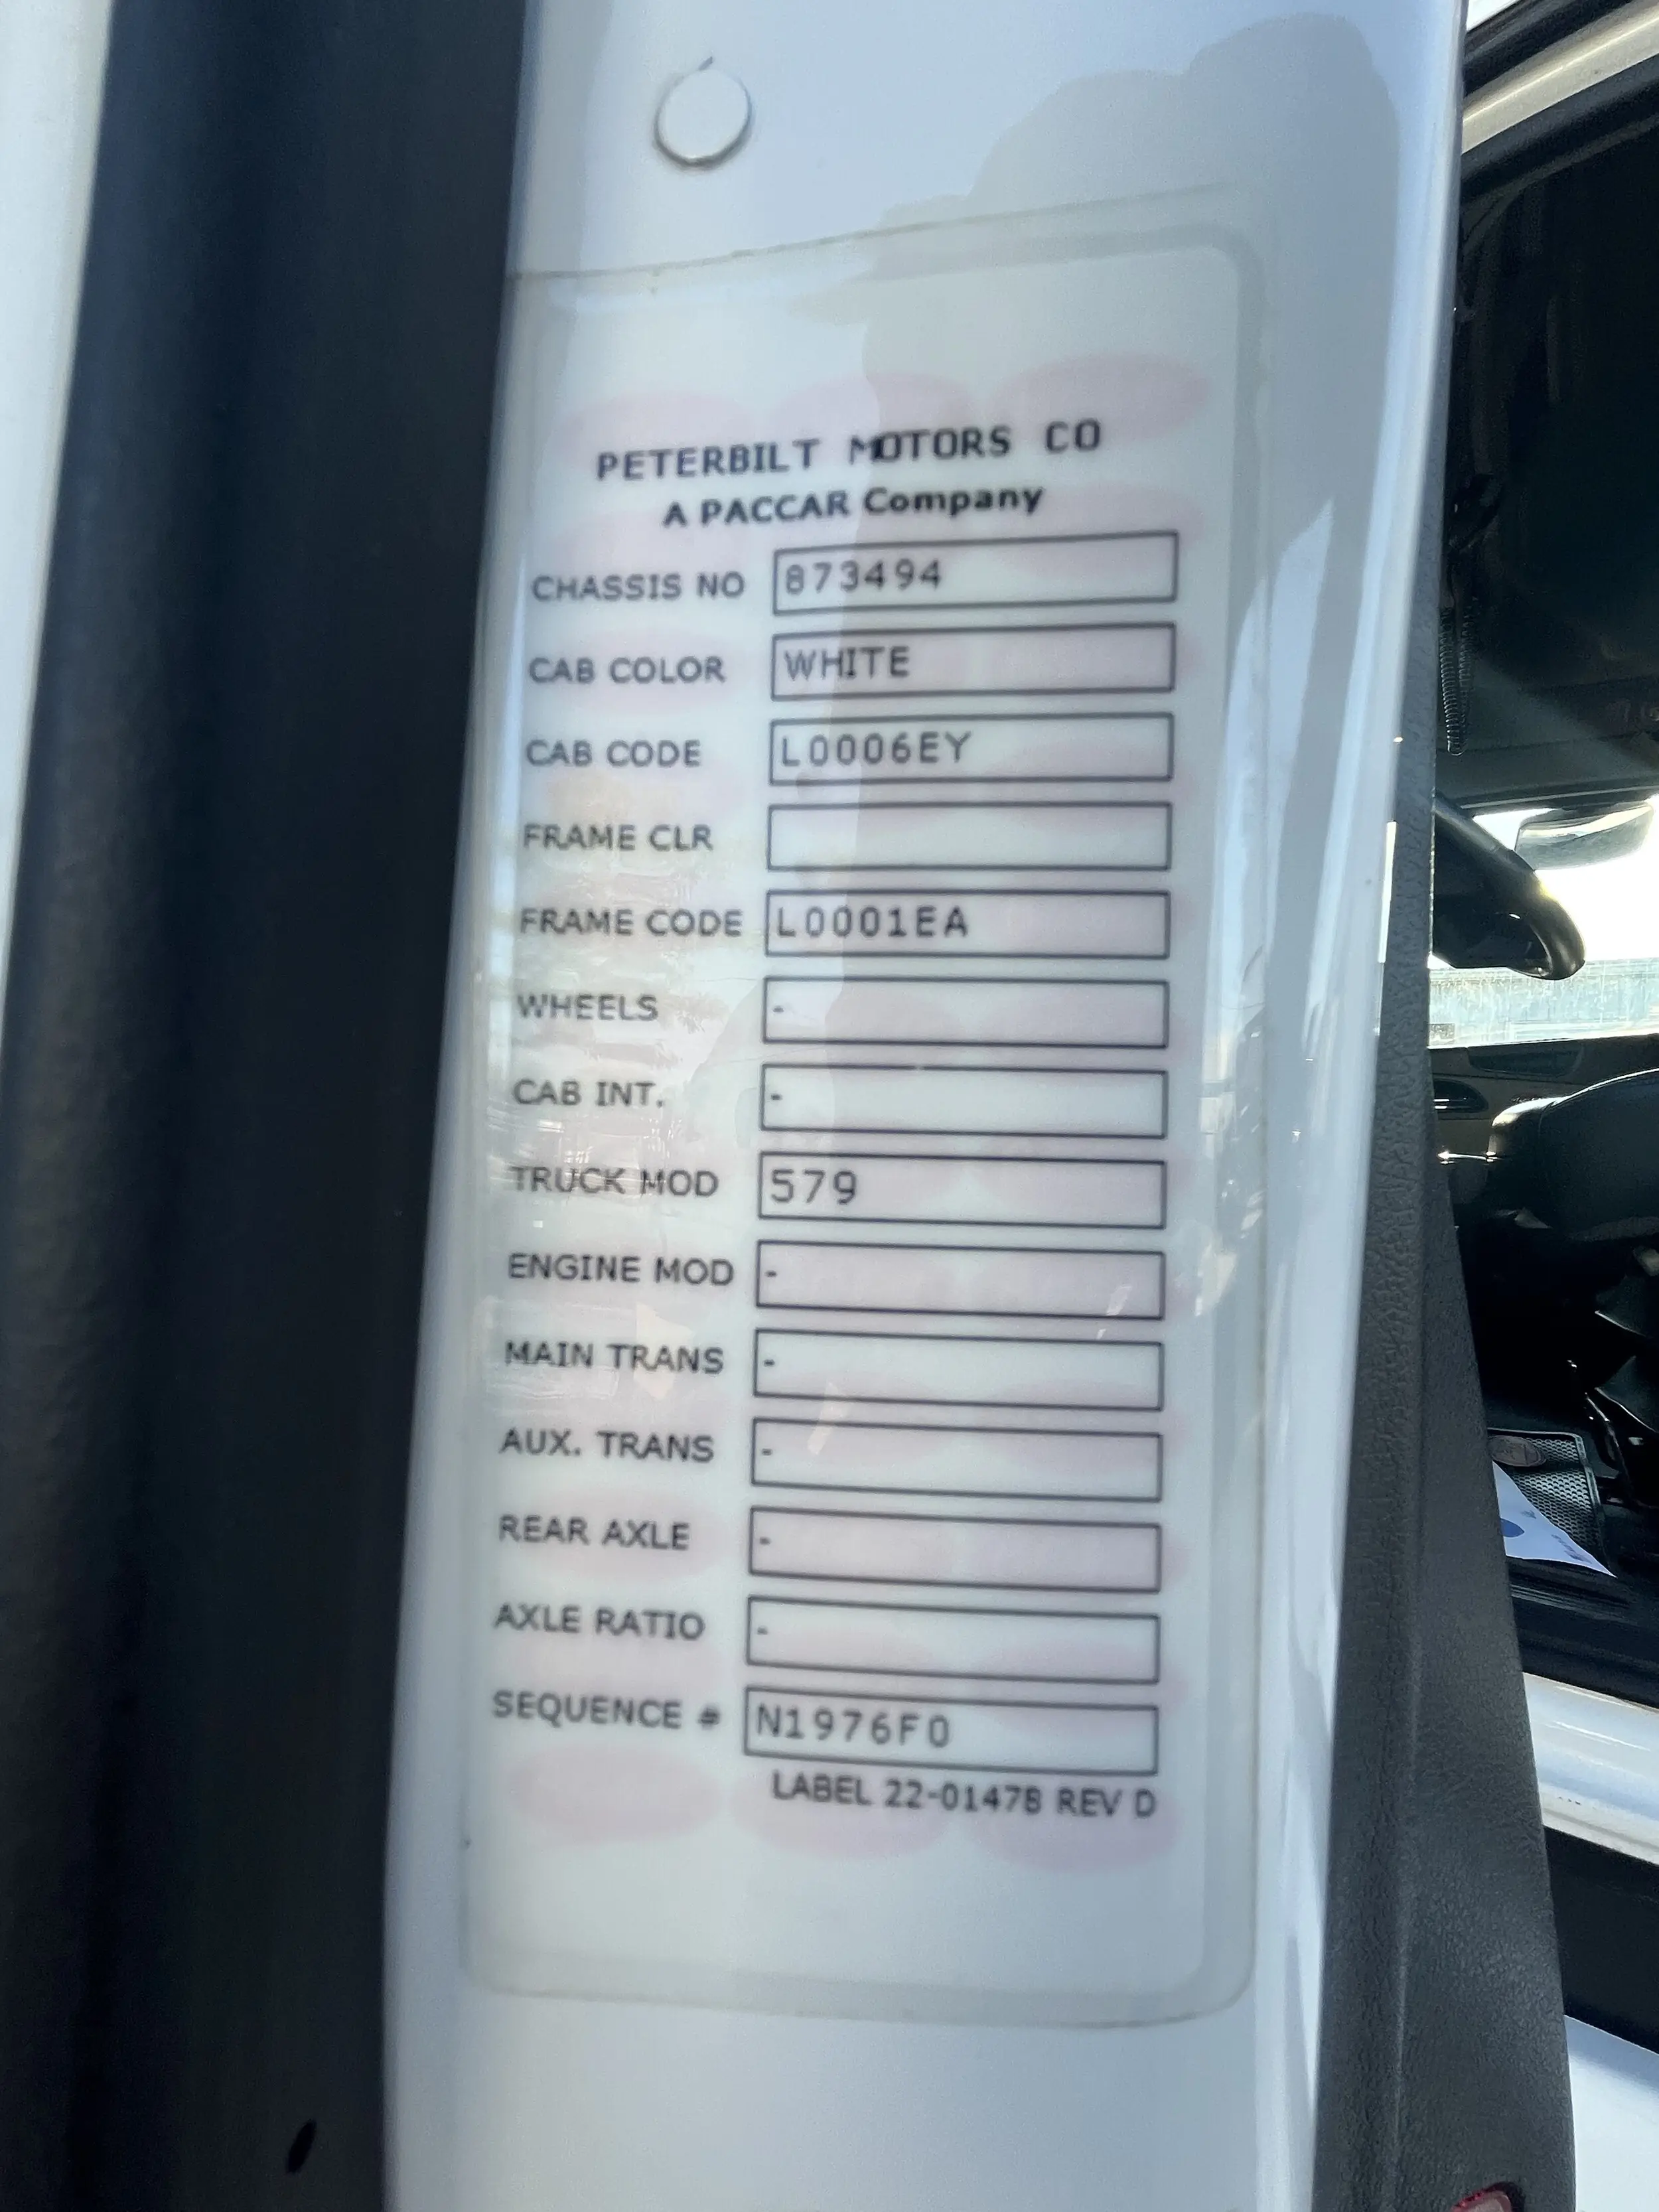 PETERBILT MOTORS CO
A PACCAR Company
CHASSIS NO 873494
CAB COLOR WHITE
CAB CODE L0006EY
FRAME CLR
FRAME CODE L0001EA
WHEELS -
CAB INT. -
TRUCK MOD 579
ENGINE MOD -
MAIN TRANS -
AUX. TRANS -
REAR AXLE -
AXLE RATIO -
SEQUENCE # N1976F0
LABEL 22-01478 REV D